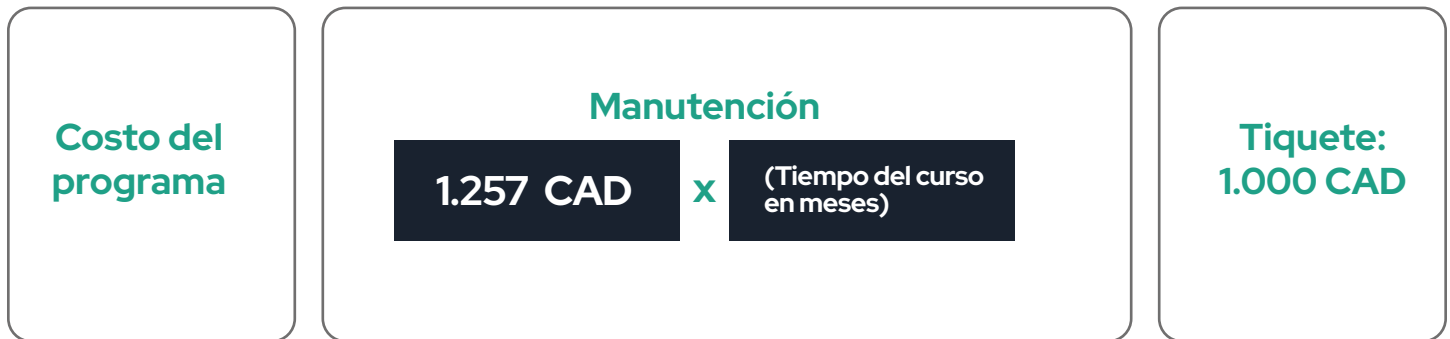 Costo del
programa
Manutención
1.257 CAD
x
(Tiempo del curso
en meses)
Tiquete:
1.000 CAD